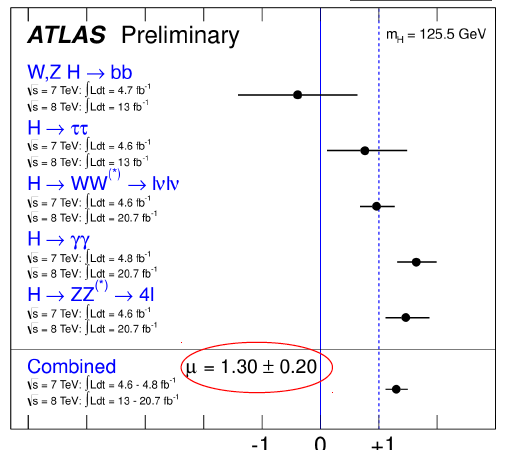 ATLAS Preliminary
m_H = 125.5 GeV
W,Z H → bb
√s = 7 TeV: ∫Ldt = 4.7 fb⁻¹
√s = 8 TeV: ∫Ldt = 13 fb⁻¹
H → ττ
√s = 7 TeV: ∫Ldt = 4.6 fb⁻¹
√s = 8 TeV: ∫Ldt = 13 fb⁻¹
H → WW⁽*⁾ → lνlν
√s = 7 TeV: ∫Ldt = 4.6 fb⁻¹
√s = 8 TeV: ∫Ldt = 20.7 fb⁻¹
H → γγ
√s = 7 TeV: ∫Ldt = 4.8 fb⁻¹
√s = 8 TeV: ∫Ldt = 20.7 fb⁻¹
H → ZZ⁽*⁾ → 4l
√s = 7 TeV: ∫Ldt = 4.6 fb⁻¹
√s = 8 TeV: ∫Ldt = 20.7 fb⁻¹
Combined μ = 1.30 ± 0.20
√s = 7 TeV: ∫Ldt = 4.6 - 4.8 fb⁻¹
√s = 8 TeV: ∫Ldt = 13 - 20.7 fb⁻¹
-1 0 +1